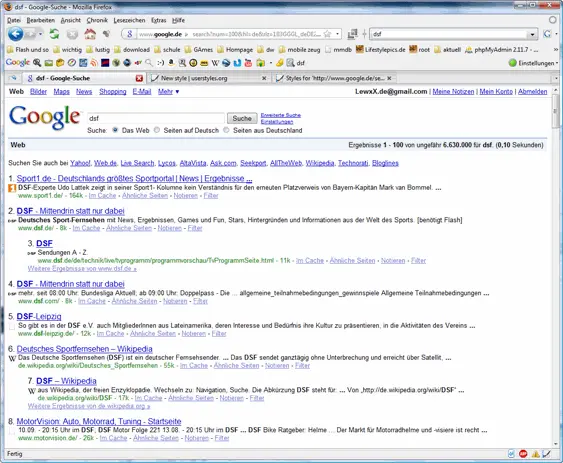 dsf - Google-Suche - Mozilla Firefox
Datei Bearbeiten Ansicht Chronik Lesezeichen Extras Hilfe
www.google.de dsf
Flash und so wichtig english blog dw schule GAmes Hompage dw mobile zeug mmdb Lifestylepics.de root aktuell phpMyAdmin 2.11.7 -...
Google Einstellungen
dsf - Google-Suche New style | userstyles.org Styles for 'http://www.google.de/se...
Web Bilder Maps News Shopping E-Mail Mehr ▼ LewxX.de@gmail.com | Meine Notizen | Mein Konto | Abmelden
Google dsf Suche Erweiterte Suche
Einstellungen
Suche: Das Web Seiten auf Deutsch Seiten aus Deutschland
Web Ergebnisse 1 - 100 von ungefähr 6.630.000 für dsf. (0,10 Sekunden)
Suchen Sie auch bei Yahoo!, Web.de, Live Search, Lycos, AltaVista, Ask.com, Seekport, AllTheWeb, Wikipedia, Technorati, Bloglines
1. Sport1.de - Deutschlands größtes Sportportal | News | Ergebnisse ...
DSF-Experte Udo Lattek zeigt in seiner Sport1- Kolumne kein Verständnis für den erneuten Platzverweis von Bayern-Kapitän Mark van Bommel. ...
www.sport1.de/ - 164k - Im Cache - Ähnliche Seiten - Notieren - Filter
2. DSF - Mittendrin statt nur dabei
Deutsches Sport-Fernsehen mit News, Ergebnissen, Games und Fun, Stars, Hintergründen und Informationen aus der Welt des Sports. [benötigt Flash]
www.dsf.de/ - 8k - Im Cache - Ähnliche Seiten - Notieren - Filter
3. DSF
Sendungen A - Z.
www.dsf.de/de/technik/live/tvprogramm/programmvorschau/TvProgrammSeite.html - 11k - Im Cache - Ähnliche Seiten - Notieren - Filter
Weitere Ergebnisse von www.dsf.de »
4. DSF - Mittendrin statt nur dabei
mehr. seit 08:00 Uhr: Bundesliga Aktuell; ab 09:00 Uhr: Doppelpass - Die ... allgemeine_teilnahmebedingungen_gewinnspiele Allgemeine Teilnahmebedingungen ...
www.dsf.com/ - 8k - Im Cache - Ähnliche Seiten - Notieren - Filter
5. DSF-Leipzig
So gibt es in der DSF e.V. auch MitgliederInnen aus Lateinamerika, deren Interesse und Bedürfnis ihre Kultur zu präsentieren, in die Aktivitäten des Vereins ...
www.dsf-leipzig.de/ - 12k - Im Cache - Ähnliche Seiten - Notieren - Filter
6. Deutsches Sportfernsehen – Wikipedia
Das Deutsche Sportfernsehen (DSF) ist ein deutscher Fernsehsender. ... Das DSF sendet ganztägig ohne Unterbrechung und erreicht über Satellit, ...
de.wikipedia.org/wiki/Deutsches_Sportfernsehen - 55k - Im Cache - Ähnliche Seiten - Notieren - Filter
7. DSF – Wikipedia
aus Wikipedia, der freien Enzyklopädie. Wechseln zu: Navigation, Suche. Die Abkürzung DSF steht für: ... Von „http://de.wikipedia.org/wiki/DSF“ ...
de.wikipedia.org/wiki/DSF - 17k - Im Cache - Ähnliche Seiten - Notieren - Filter
Weitere Ergebnisse von de.wikipedia.org »
8. MotorVision: Auto, Motorrad, Tuning - Startseite
10.09. - 20:15 Uhr im DSF, DSF Motor Folge 221 13.08. - 20:15 Uhr im DSF ... DSF Bike Ratgeber: Helme ... Der Markt für Motorradhelme und -visiere ist recht ...
www.motorvision.de/ - 26k - Im Cache - Ähnliche Seiten - Notieren - Filter
Fertig